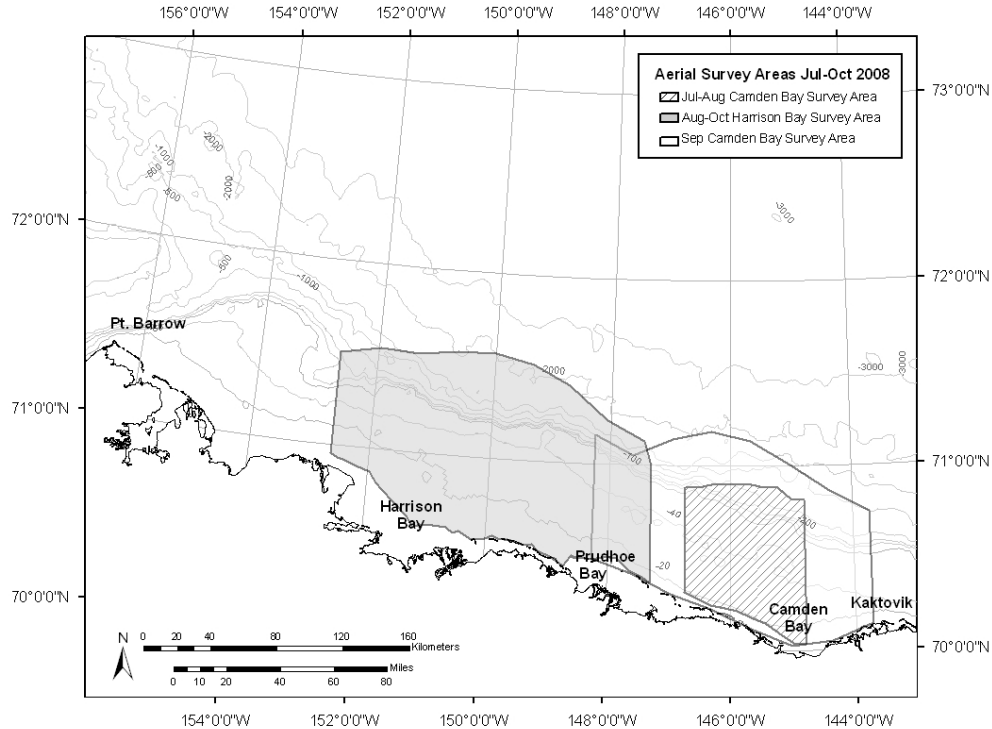 156°0'0"W 154°0'0"W 152°0'0"W 150°0'0"W 148°0'0"W 146°0'0"W 144°0'0"W
Aerial Survey Areas Jul-Oct 2008
Jul-Aug Camden Bay Survey Area
Aug-Oct Harrison Bay Survey Area
Sep Camden Bay Survey Area
73°0'0"N
-2000
-1000
-500
-2000
-500
-3000
72°0'0"N
72°0'0"N
-500
-1000
Pt. Barrow
-2000
-3000
-3000
71°0'0"N
71°0'0"N
-100
-40
-200
Harrison
Bay
Prudhoe
Bay
-20
70°0'0"N
Camden
Bay
Kaktovik
70°0'0"N
N
0 20 40 80 120 160
Kilometers
Miles
0 10 20 40 60 80
154°0'0"W 152°0'0"W 150°0'0"W 148°0'0"W 146°0'0"W 144°0'0"W